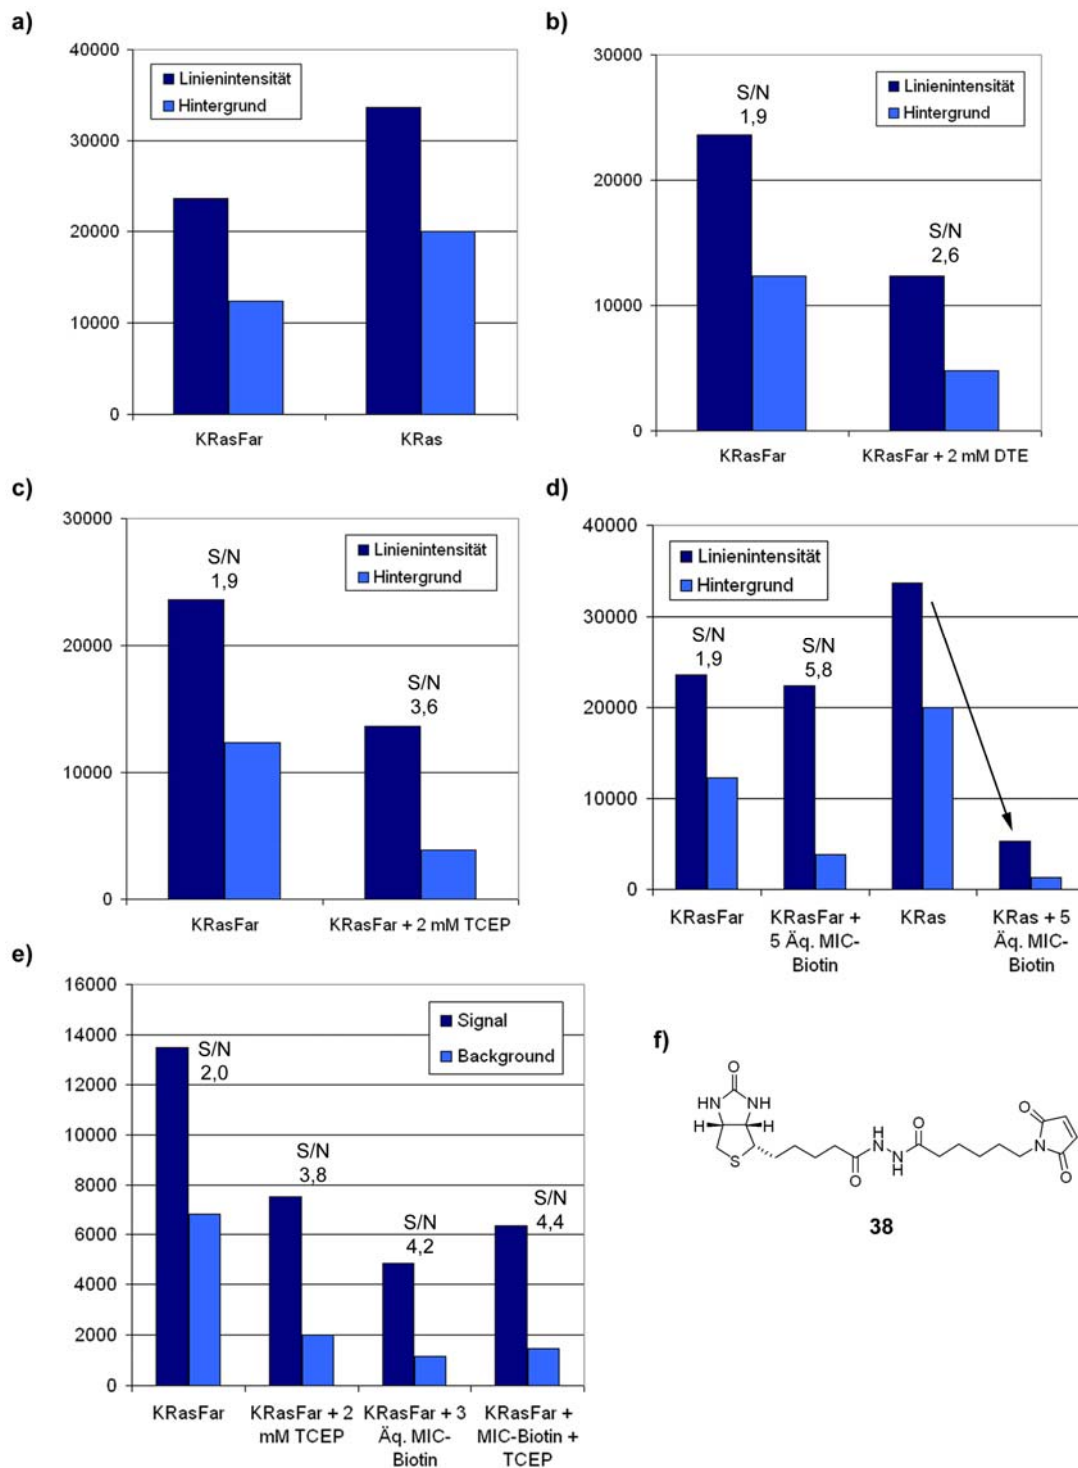 a)
40000
30000
20000
10000
0
Linienintensität
Hintergrund
KRasFar
KRas
b)
30000
20000
10000
0
Linienintensität
Hintergrund
S/N
1,9
S/N
2,6
KRasFar
KRasFar + 2 mM DTE
c)
30000
20000
10000
0
Linienintensität
Hintergrund
S/N
1,9
S/N
3,6
KRasFar
KRasFar + 2 mM TCEP
d)
40000
30000
20000
10000
0
Linienintensität
Hintergrund
S/N
1,9
S/N
5,8
KRasFar
KRasFar +
5 Äq. MIC-
Biotin
KRas
KRas + 5
Äq. MIC-
Biotin
e)
16000
14000
12000
10000
8000
6000
4000
2000
0
Signal
Background
S/N
2,0
S/N
3,8
S/N
4,2
S/N
4,4
KRasFar
KRasFar + 2
mM TCEP
KRasFar + 3
Äq. MIC-
Biotin
KRasFar +
MIC-Biotin +
TCEP
f)
O
HN
NH
H
H
S
O
H
N
N
H
O
O
N
O
38